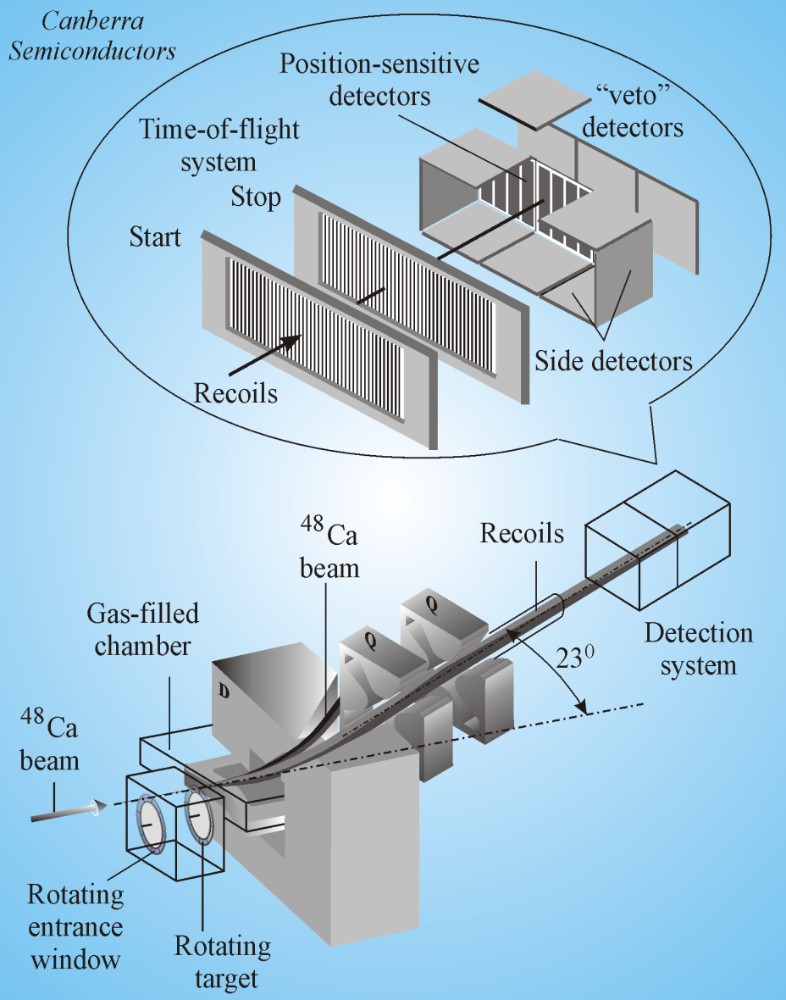 Canberra
Semiconductors
Position-sensitive
detectors
“veto”
detectors
Time-of-flight
system
Stop
Start
Side detectors
Recoils
48Ca
beam
Recoils
Q
Q
Gas-filled
chamber
23⁰
Detection
system
D
48Ca
beam
Rotating
entrance
window
Rotating
target